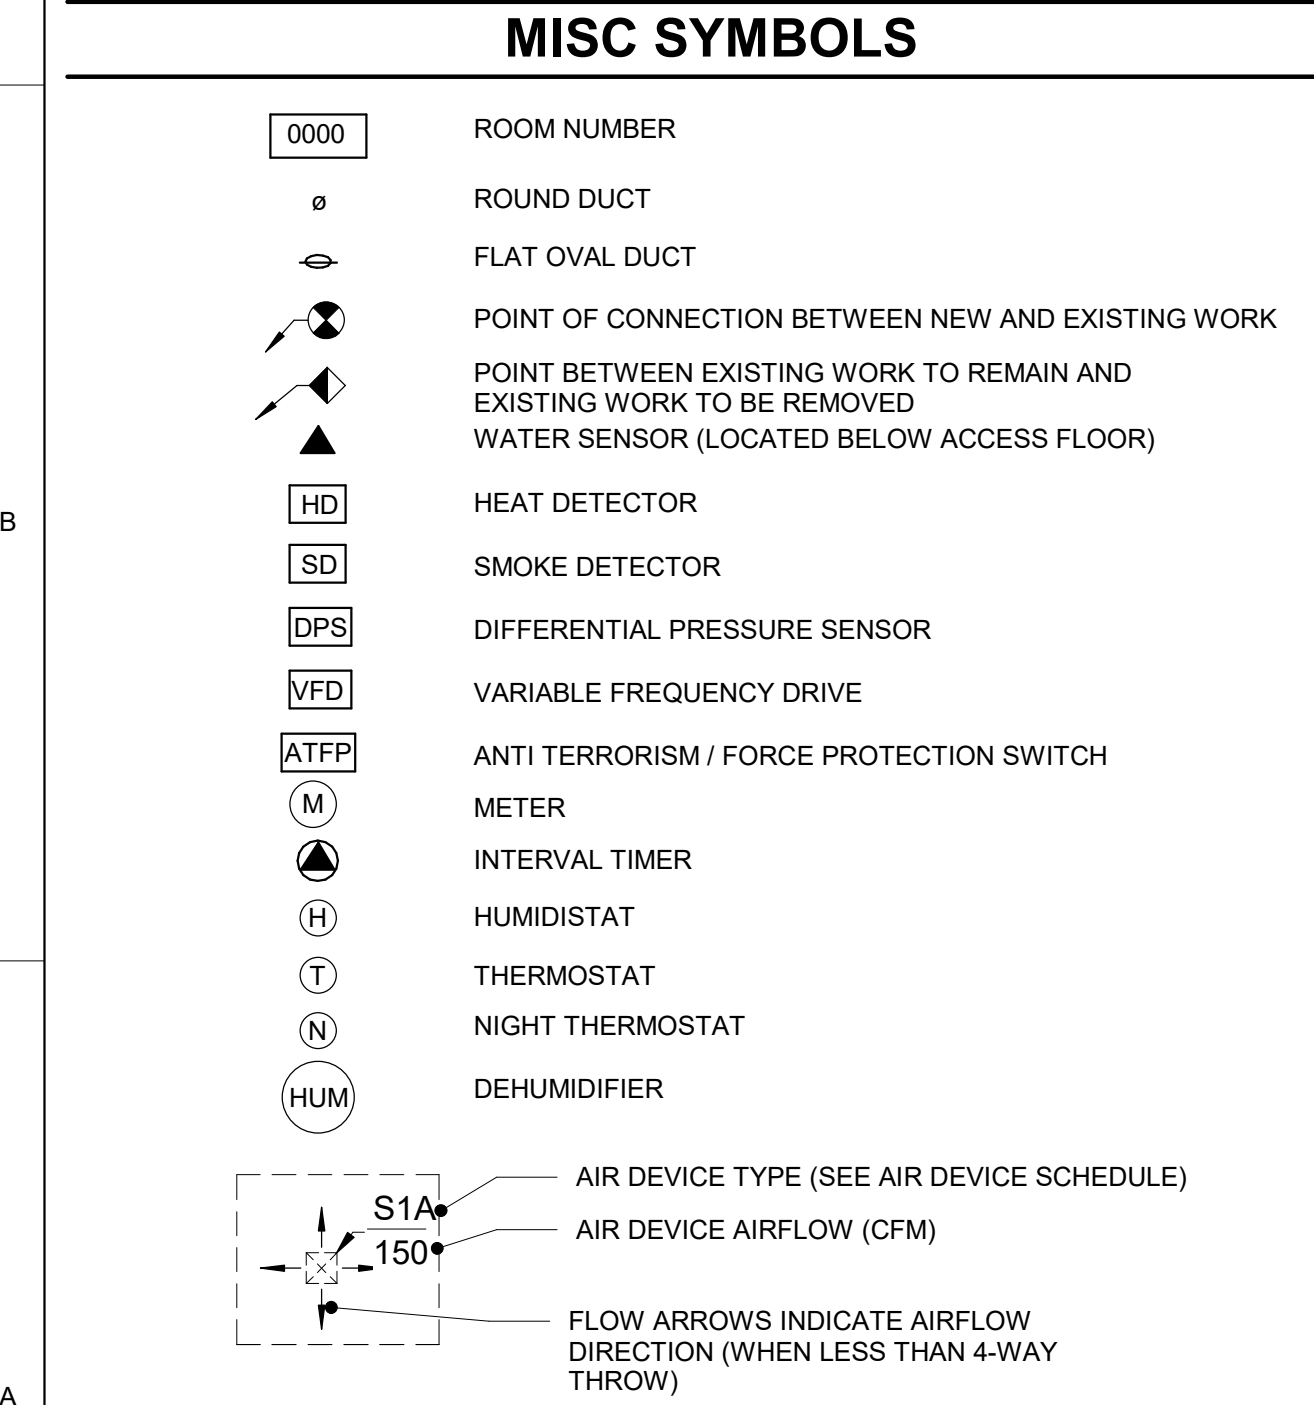 MISC SYMBOLS
0000 ROOM NUMBER
ø ROUND DUCT
FLAT OVAL DUCT
POINT OF CONNECTION BETWEEN NEW AND EXISTING WORK
POINT BETWEEN EXISTING WORK TO REMAIN AND
EXISTING WORK TO BE REMOVED
WATER SENSOR (LOCATED BELOW ACCESS FLOOR)
HD HEAT DETECTOR
B
SD SMOKE DETECTOR
DPS DIFFERENTIAL PRESSURE SENSOR
VFD VARIABLE FREQUENCY DRIVE
ATFP ANTI TERRORISM / FORCE PROTECTION SWITCH
M METER
INTERVAL TIMER
H HUMIDISTAT
T THERMOSTAT
N NIGHT THERMOSTAT
HUM DEHUMIDIFIER
AIR DEVICE TYPE (SEE AIR DEVICE SCHEDULE)
S1A
AIR DEVICE AIRFLOW (CFM)
150
FLOW ARROWS INDICATE AIRFLOW
DIRECTION (WHEN LESS THAN 4-WAY
THROW)
A